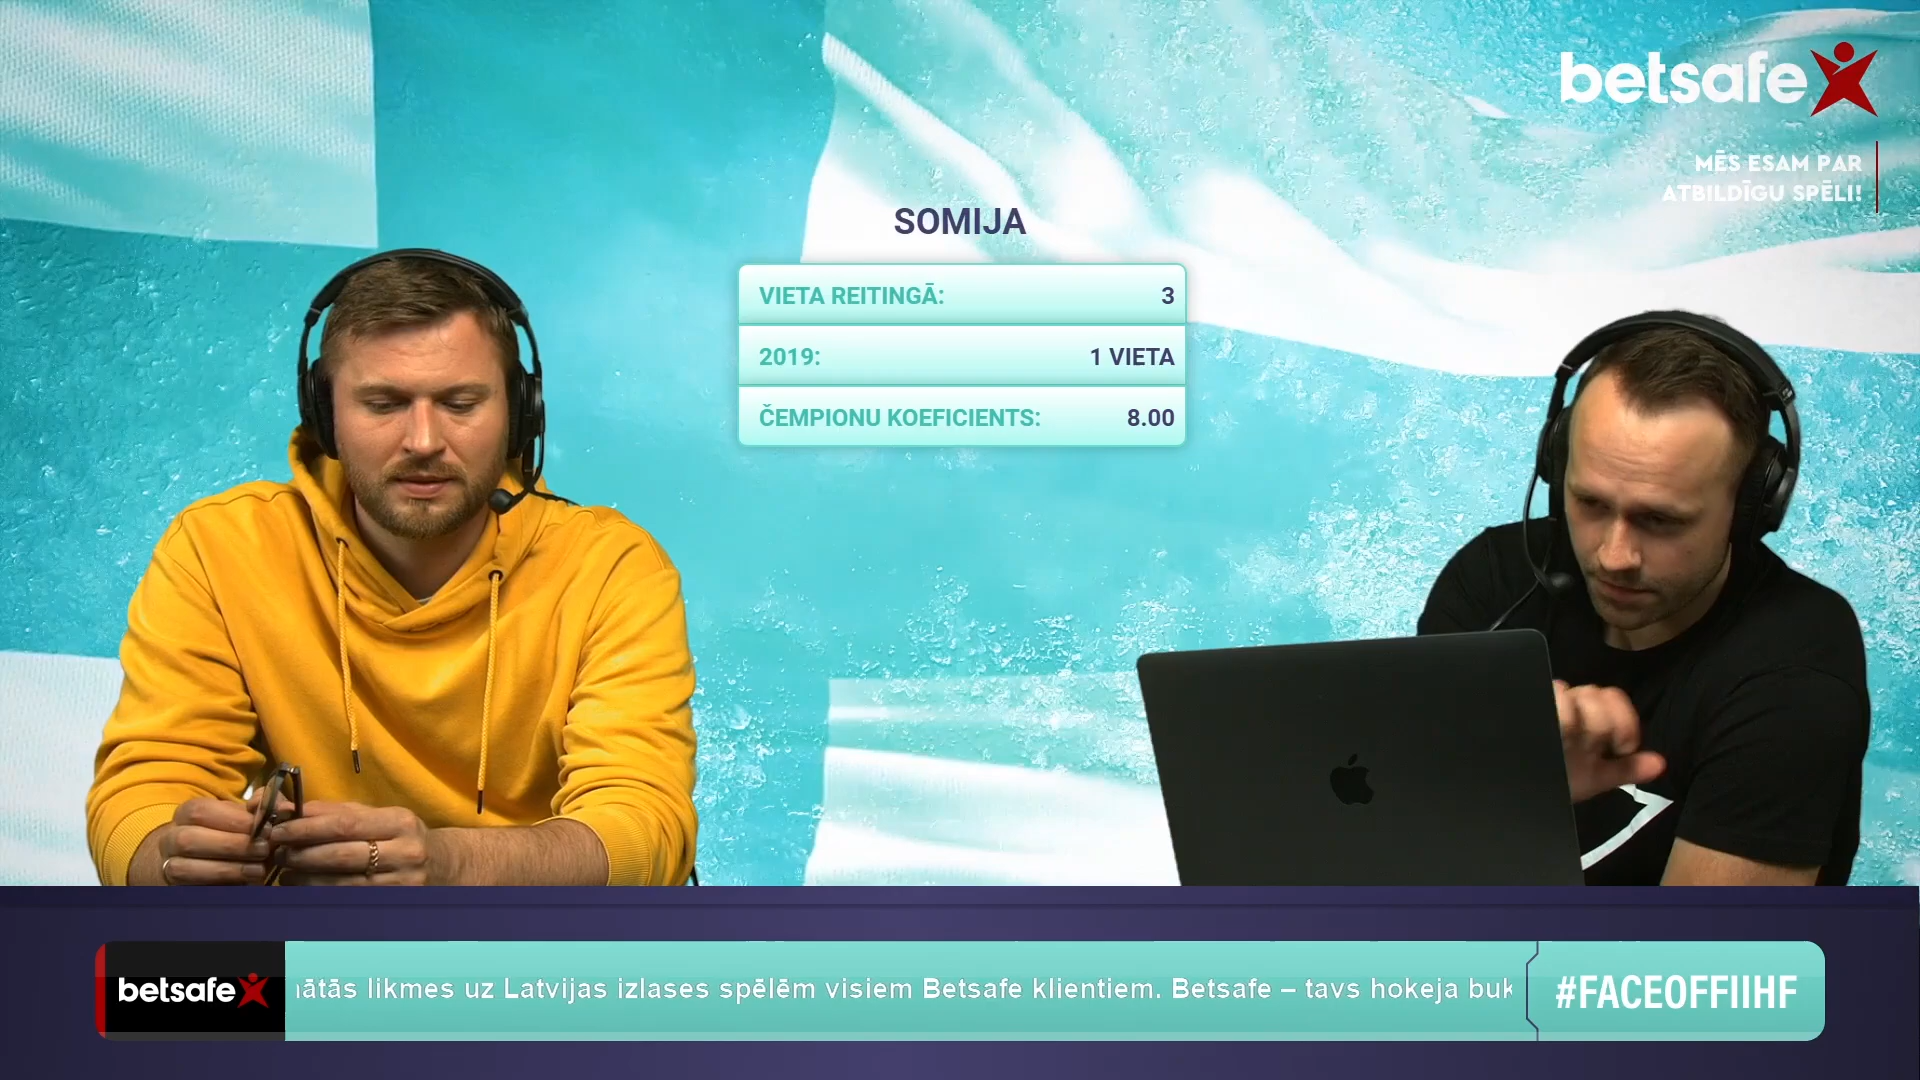 betsafe
MĒS ESAM PAR
ATBILDĪGU SPĒLI!
SOMIJA
VIETA REITINGĀ: 3
2019: 1 VIETA
ČEMPIONU KOEFICIENTS: 8.00
betsafe
likmes uz Latvijas izlases spēlēm visiem Betsafe klientiem. Betsafe – tavs hokeja
#FACEOFFIIHF